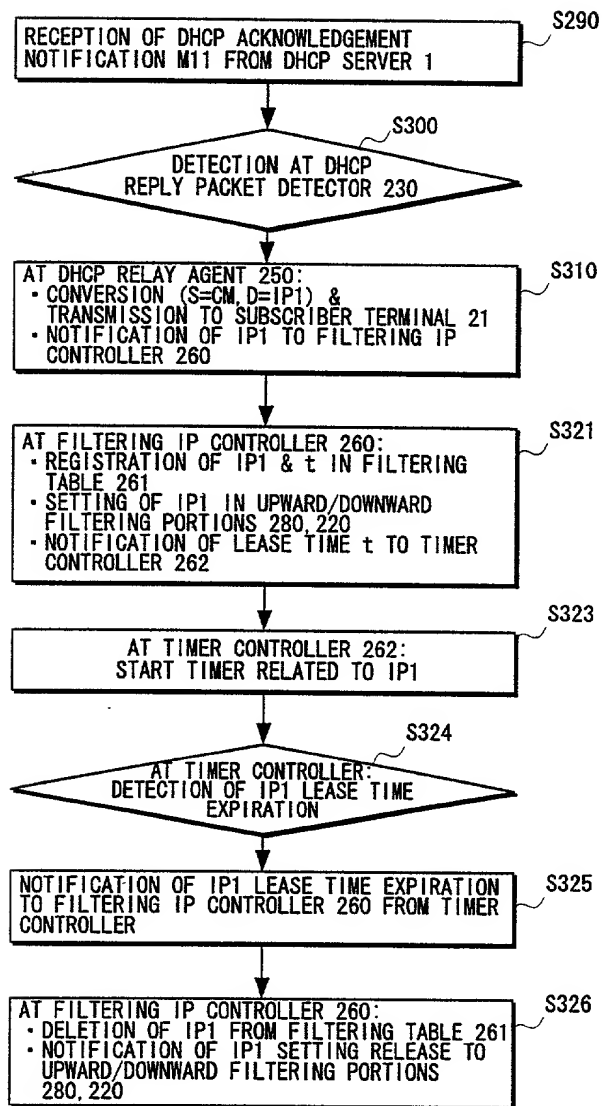 S290
RECEPTION OF DHCP ACKNOWLEDGEMENT
NOTIFICATION M11 FROM DHCP SERVER 1
S300
DETECTION AT DHCP
REPLY PACKET DETECTOR 230
S310
AT DHCP RELAY AGENT 250:
・CONVERSION (S=CM, D=IP1) &
TRANSMISSION TO SUBSCRIBER TERMINAL 21
・NOTIFICATION OF IP1 TO FILTERING IP
CONTROLLER 260
S321
AT FILTERING IP CONTROLLER 260:
・REGISTRATION OF IP1 & t IN FILTERING
TABLE 261
・SETTING OF IP1 IN UPWARD/DOWNWARD
FILTERING PORTIONS 280, 220
・NOTIFICATION OF LEASE TIME t TO TIMER
CONTROLLER 262
S323
AT TIMER CONTROLLER 262:
START TIMER RELATED TO IP1
S324
AT TIMER CONTROLLER:
DETECTION OF IP1 LEASE TIME
EXPIRATION
S325
NOTIFICATION OF IP1 LEASE TIME EXPIRATION
TO FILTERING IP CONTROLLER 260 FROM TIMER
CONTROLLER
S326
AT FILTERING IP CONTROLLER 260:
・DELETION OF IP1 FROM FILTERING TABLE 261
・NOTIFICATION OF IP1 SETTING RELEASE TO
UPWARD/DOWNWARD FILTERING PORTIONS
280, 220